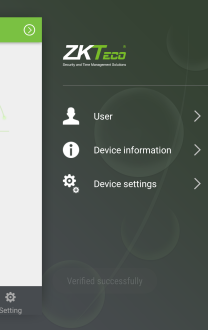 ZKTeco
Security and Time Management Solutions
User
Device information
Device settings
Verified successfully
Setting